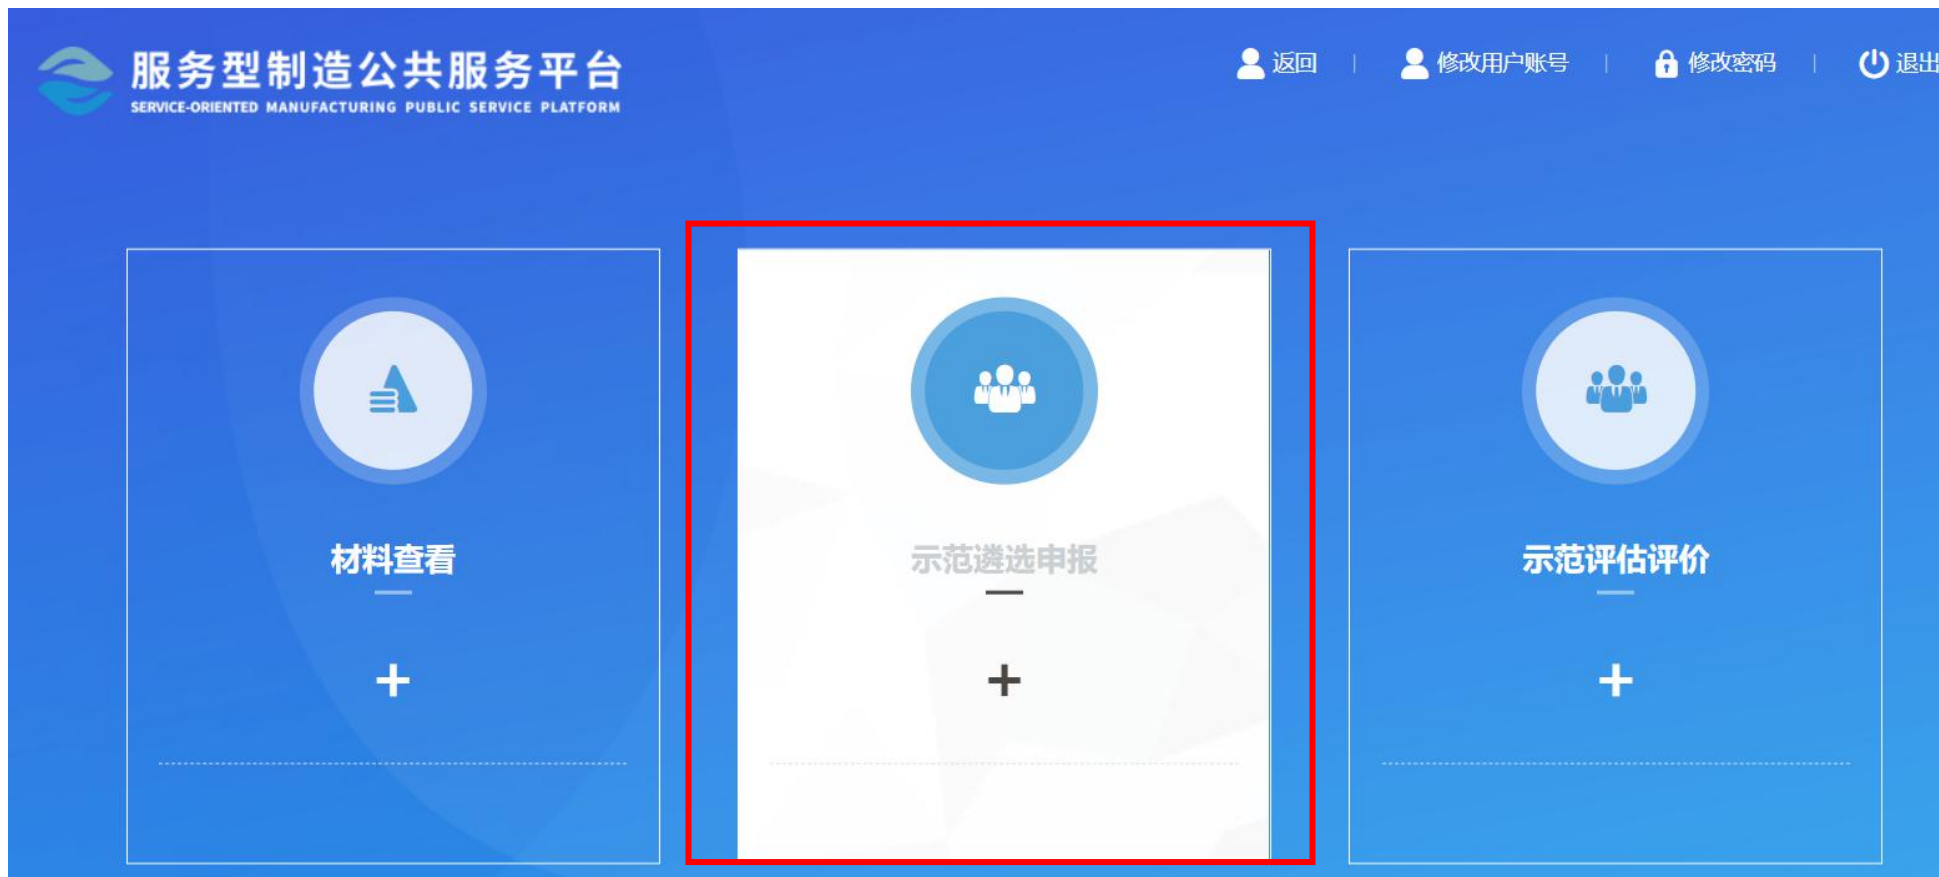 服务型制造公共服务平台
SERVICE-ORIENTED MANUFACTURING PUBLIC SERVICE PLATFORM
返回 | 修改用户账号 | 修改密码 | 退出
材料查看
示范遴选申报
示范评估评价